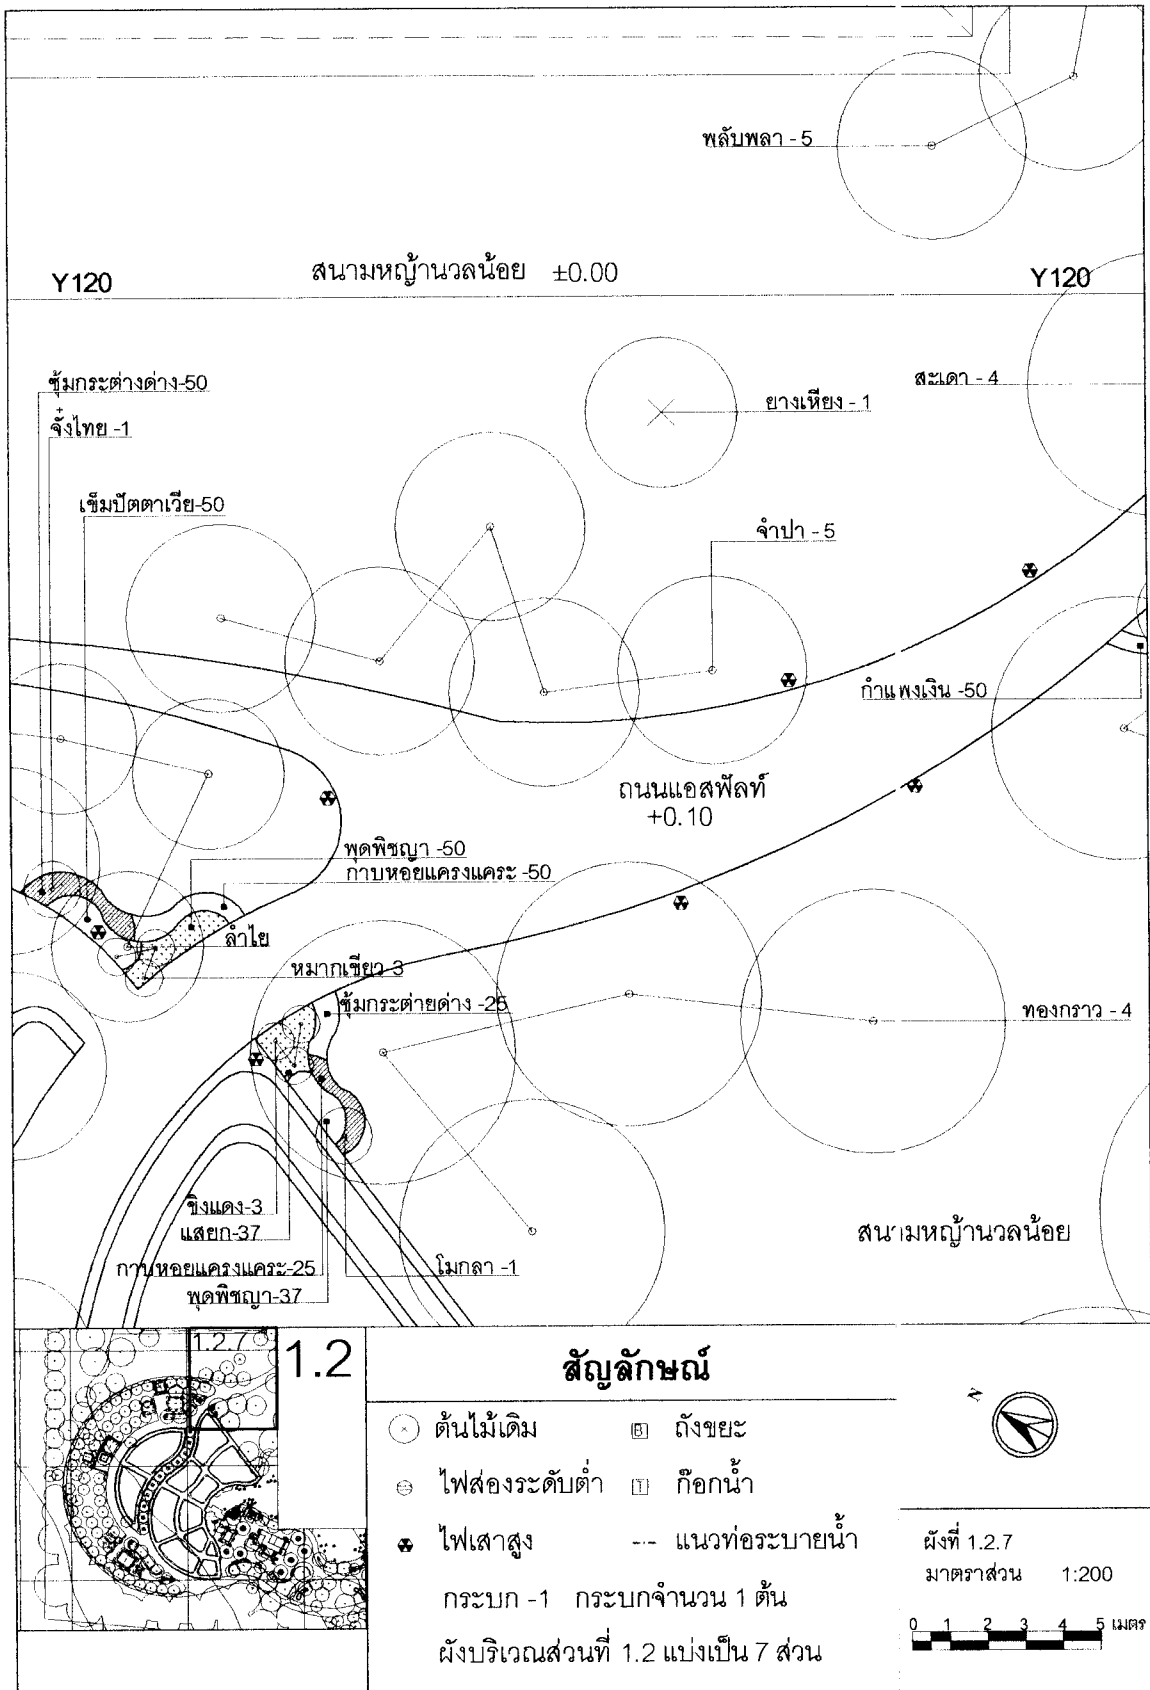 พลับพลา - 5
สนามหญ้านวลน้อย ±0.00
Y120
Y120
ซุ้มกระต่างด่าง-50
จั๋งไทย -1
สะเดา - 4
ยางเหียง - 1
เข็มปัตตาเวีย-50
จำปา - 5
กำแพงเงิน -50
ถนนแอสฟัลท์
+0.10
พุดพิชญา -50
กาบหอยแครงแคระ -50
ลำไย
หมากเขียว-3
ซุ้มกระต่ายด่าง -25
ทองกราว - 4
ขิงแดง-3
แสยก-37
กาบหอยแครงแคระ-25
โมกลา -1
พุดพิชญา-37
สนามหญ้านวลน้อย
1.2.7
1.2
สัญลักษณ์
ต้นไม้เดิม
B ถังขยะ
ไฟส่องระดับต่ำ
T ก๊อกน้ำ
ไฟเสาสูง
แนวท่อระบายน้ำ
กระบก -1 กระบกจำนวน 1 ต้น
ผังบริเวณส่วนที่ 1.2 แบ่งเป็น 7 ส่วน
N
ผังที่ 1.2.7
มาตราส่วน 1:200
0 1 2 3 4 5 เมตร